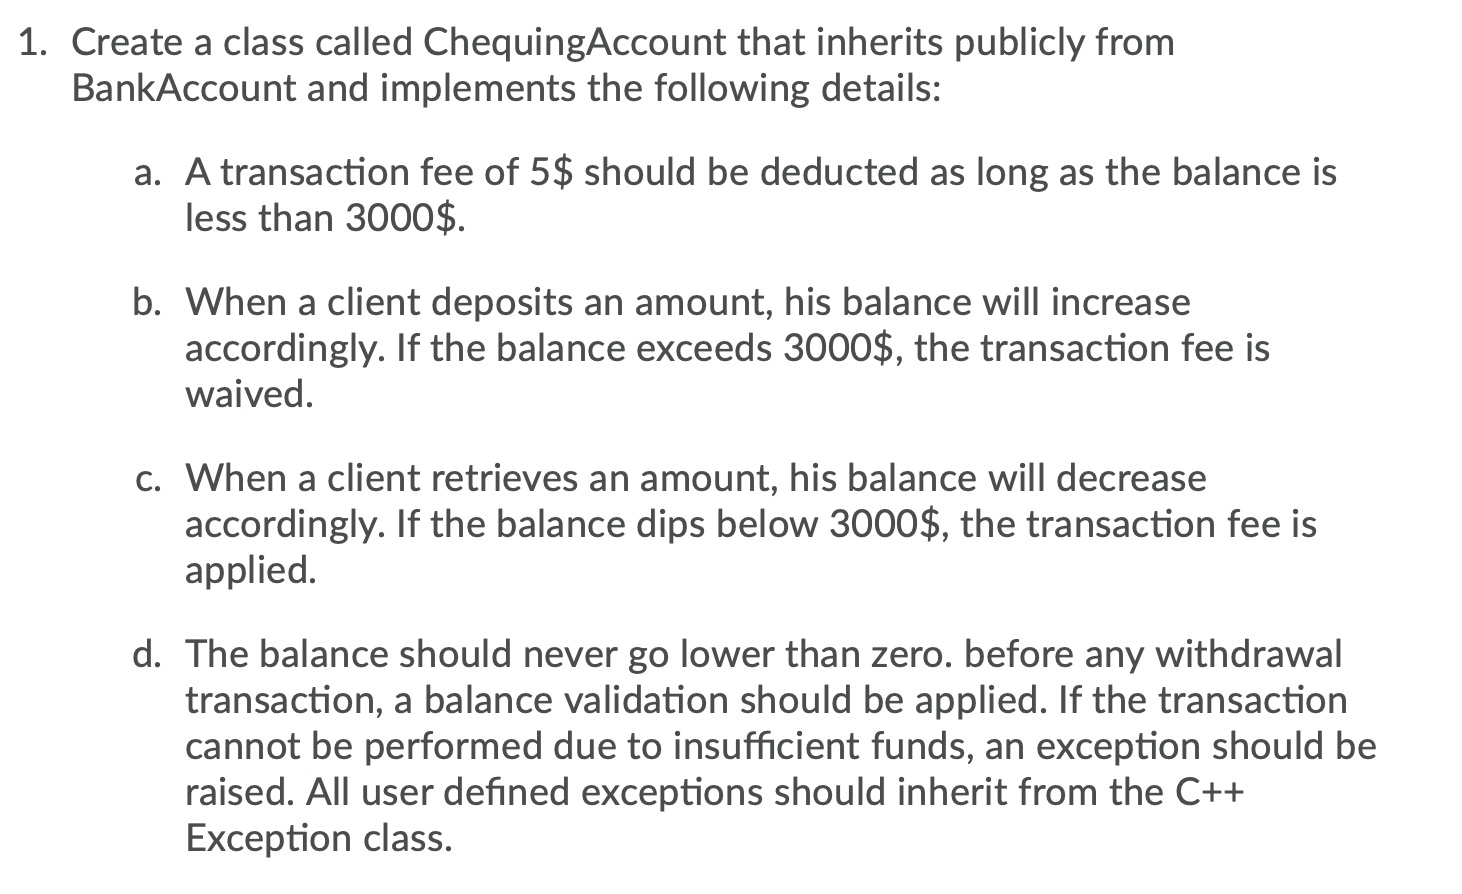 1. Create a class called ChequingAccount that inherits publicly from
BankAccount and implements the following details:
a. A transaction fee of 5$ should be deducted as long as the balance is
less than 3000$.
b. When a client deposits an amount, his balance will increase
accordingly. If the balance exceeds 3000$, the transaction fee is
waived.
c. When a client retrieves an amount, his balance will decrease
accordingly. If the balance dips below 3000$, the transaction fee is
applied.
d. The balance should never go lower than zero. before any withdrawal
transaction, a balance validation should be applied. If the transaction
cannot be performed due to insufficient funds, an exception should be
raised. All user defined exceptions should inherit from the C++
Exception class.